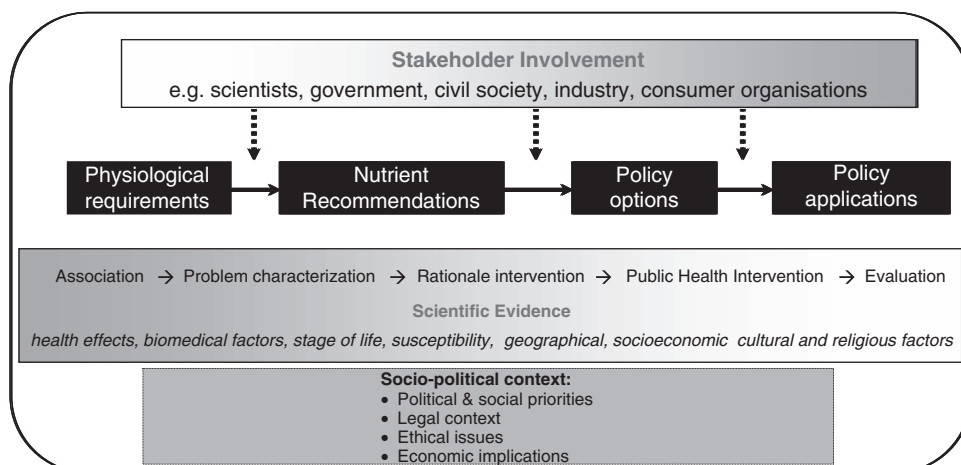 Stakeholder Involvement
e.g. scientists, government, civil society, industry, consumer organisations
Physiological requirements
Nutrient Recommendations
Policy options
Policy applications
Association → Problem characterization → Rationale intervention → Public Health Intervention → Evaluation
Scientific Evidence
health effects, biomedical factors, stage of life, susceptibility, geographical, socioeconomic cultural and religious factors
Socio-political context:
• Political & social priorities
• Legal context
• Ethical issues
• Economic implications